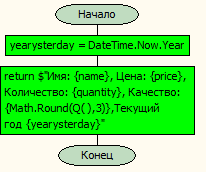 Начало
yearysterday = DateTime.Now.Year
return $"Имя: {name}, Цена: {price},
Количество: {quantity}, Качество:
{Math.Round(Q( ),3)},Текущий
год {yearysterday}"
Конец